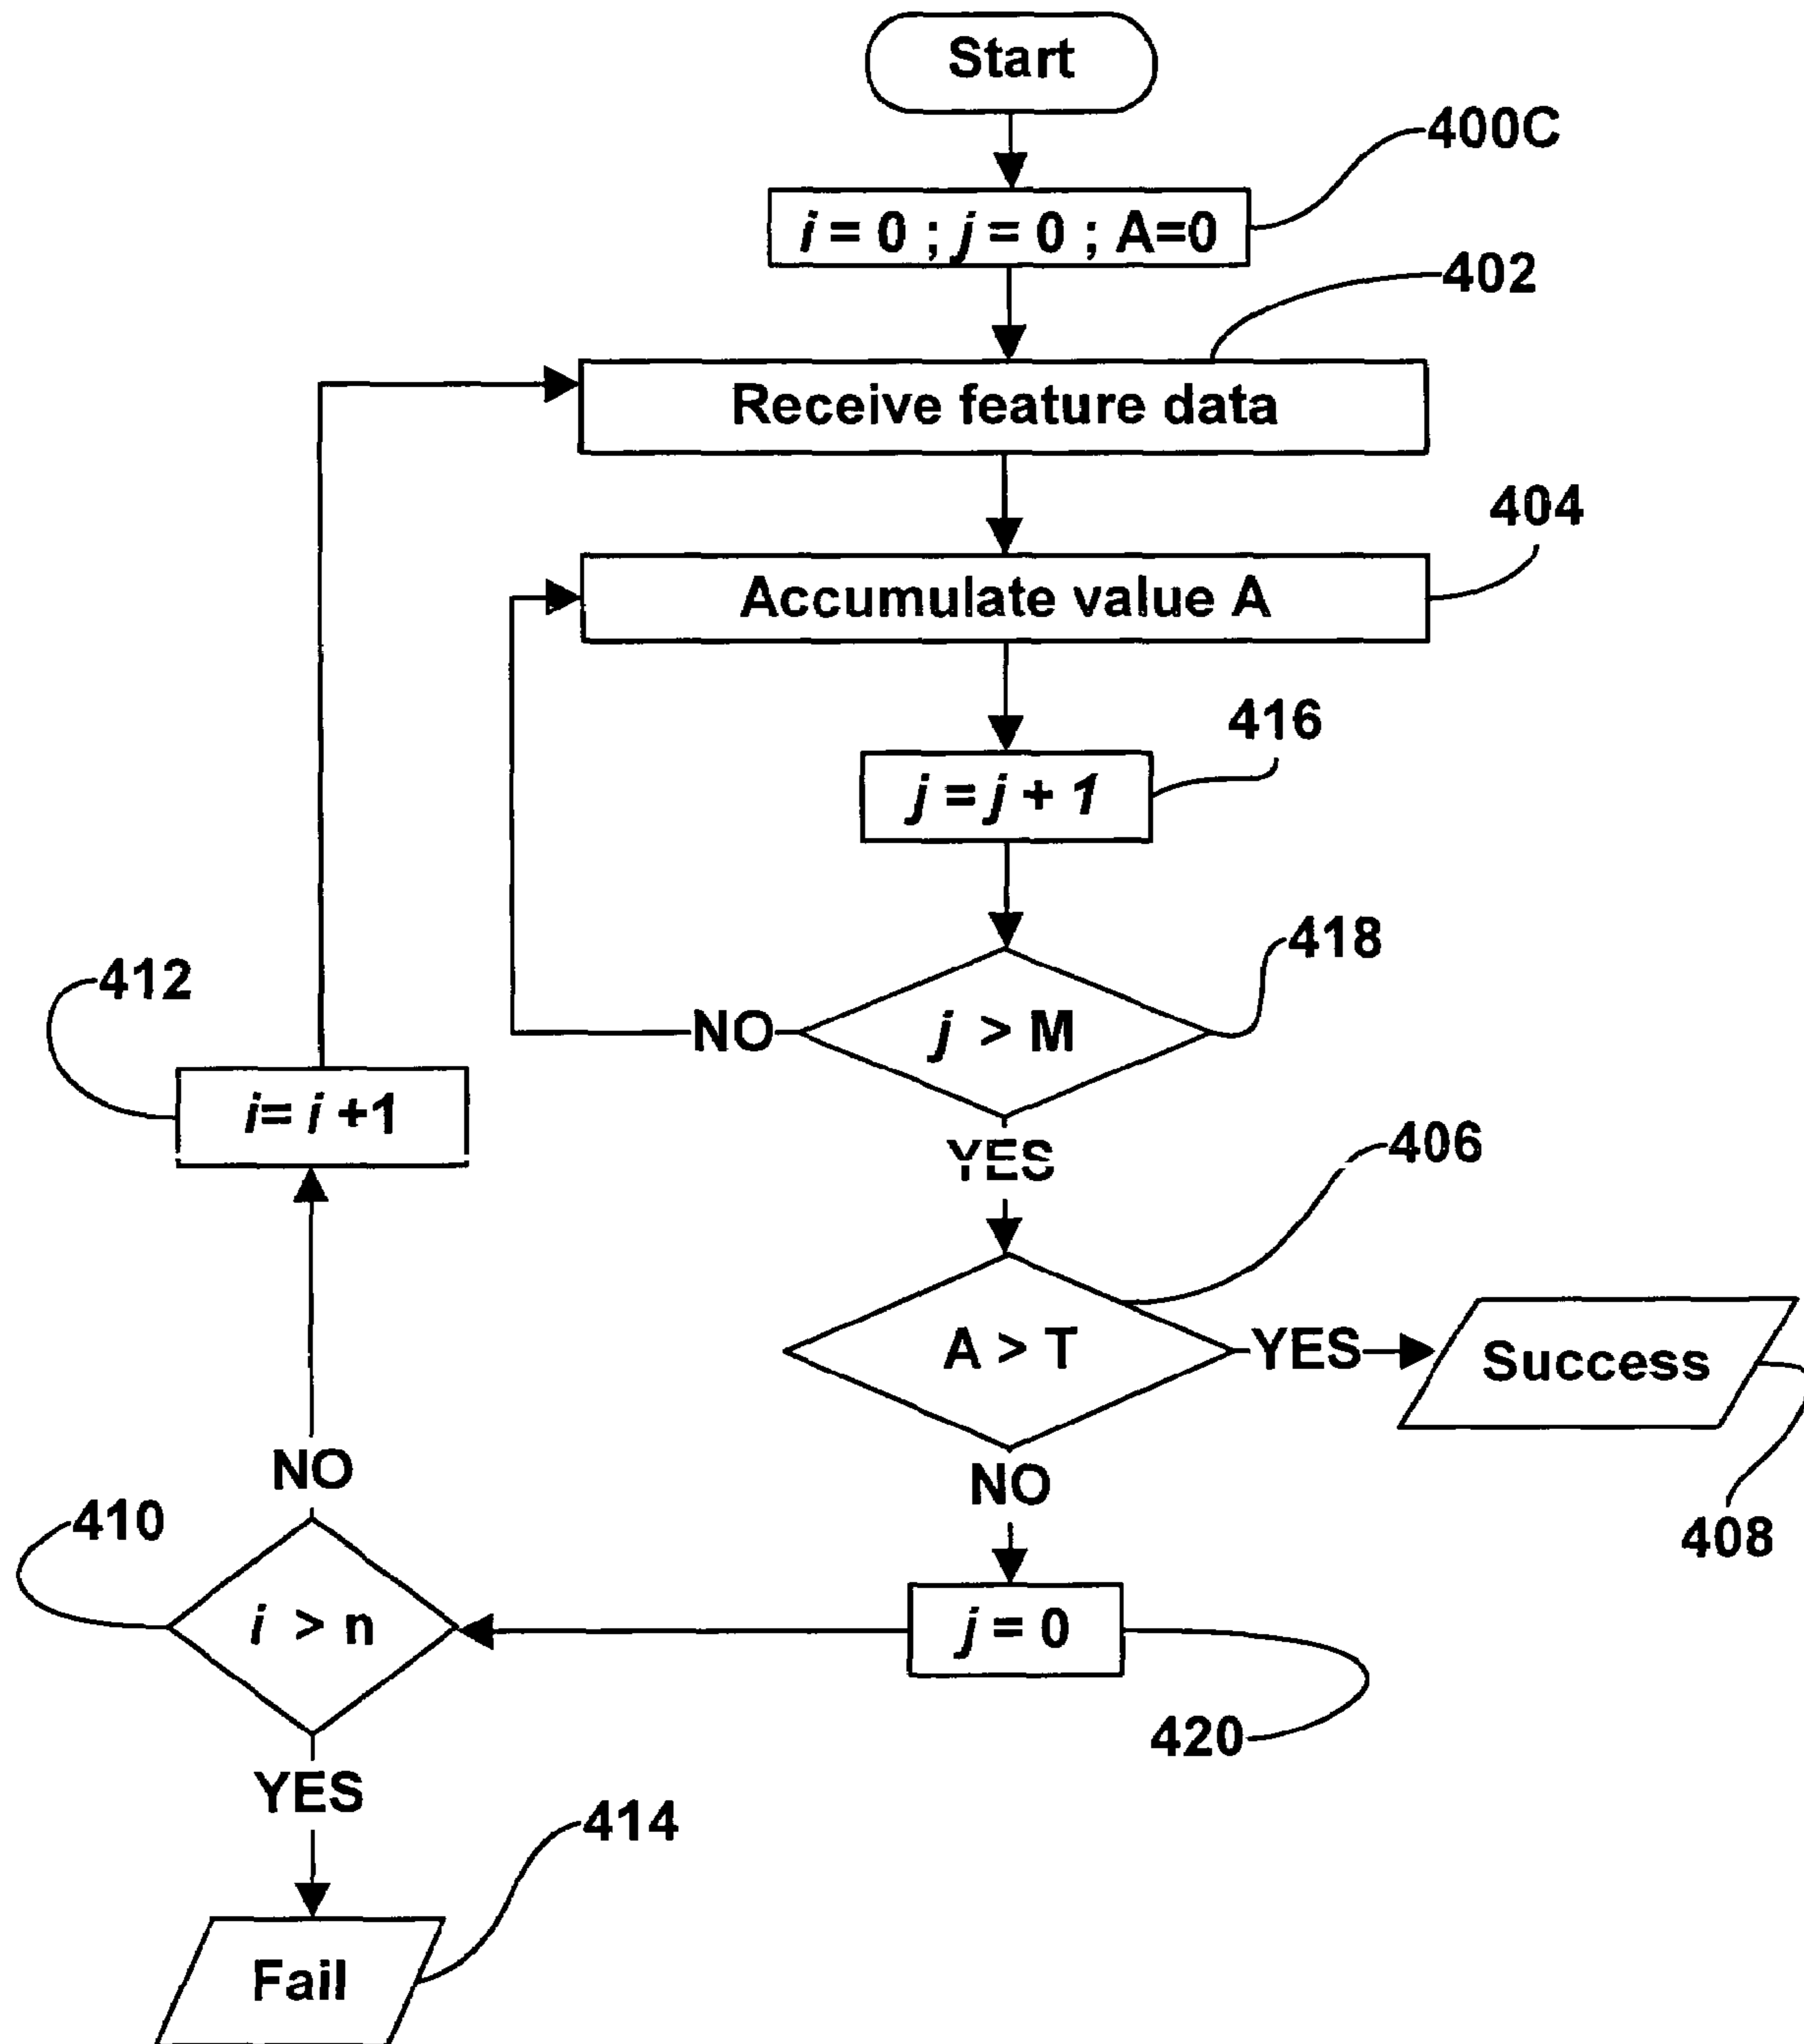 Start
400C
i = 0 ; j = 0 ; A=0
402
Receive feature data
404
Accumulate value A
416
j = j + 1
418
412
NO
j > M
i= i +1
YES
406
A > T
YES
Success
NO
NO
410
408
i > n
j = 0
420
YES
414
Fail